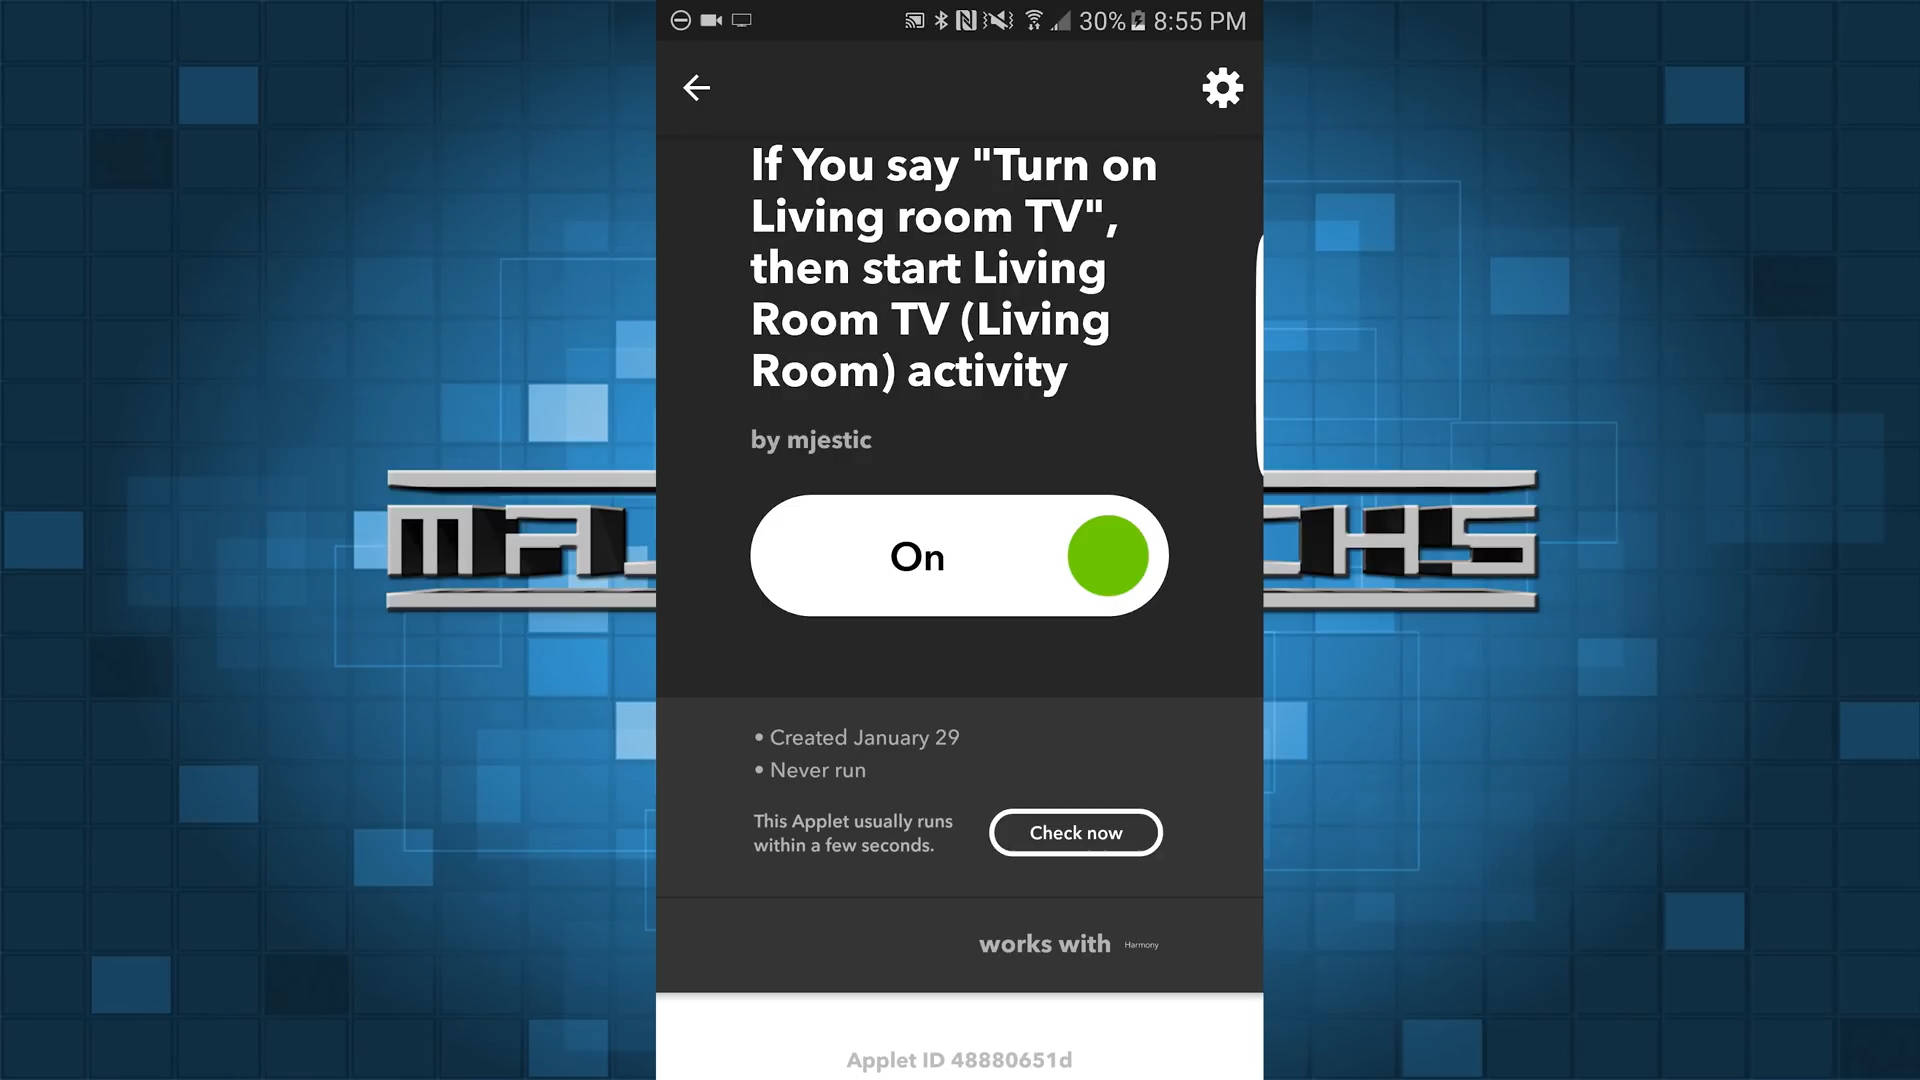 30% 8:55 PM
If You say "Turn on
Living room TV",
then start Living
Room TV (Living
Room) activity
by mjestic
On
• Created January 29
• Never run
This Applet usually runs
within a few seconds.
Check now
works with Harmony
Applet ID 48880651d